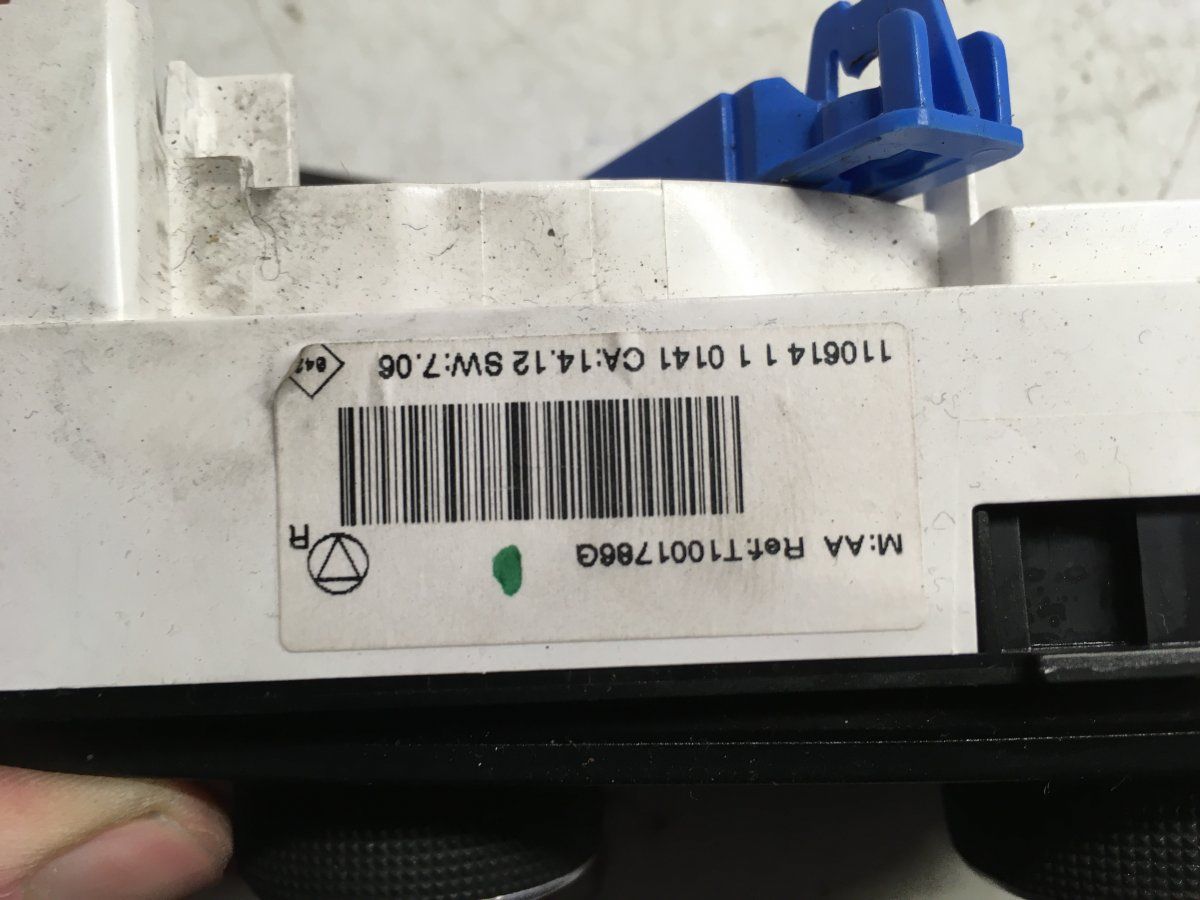 M:AA Ref:T1001786G
R
110614 1 1 0141 CA:14.12 SW:7.06